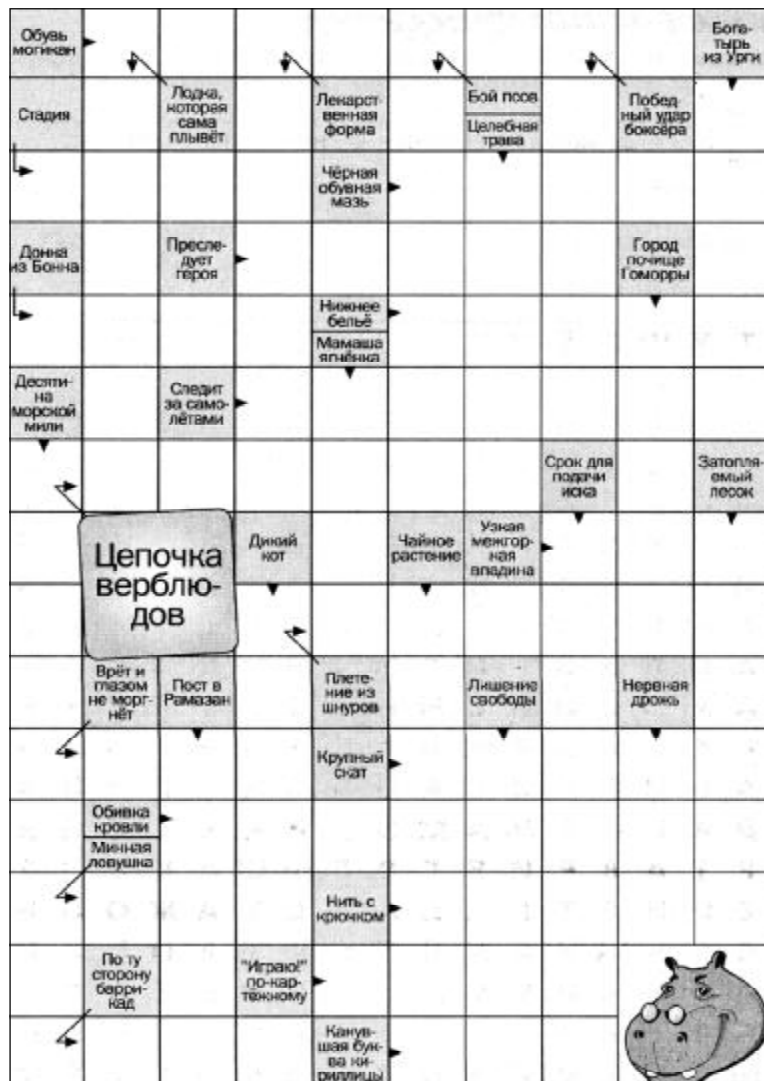 Обувь
могикан
Бога-
тырь
из Урги
Стадия
Лодка,
которая
сама
плывёт
Лекарст-
венная
форма
Бой псов
Целебная
трава
Побед-
ный удар
боксёра
Чёрная
обувная
мазь
Донна
из Бонна
Пресле-
дует
героя
Город
почище
Гоморры
Нижнее
бельё
Мамаша
ягнёнка
Десяти-
на
морской
мили
Следит
за само-
лётами
Срок для
подачи
иска
Затопля-
емый
лесок
Цепочка
верблю-
дов
Дикий
кот
Чайное
растение
Узкая
межгор-
ная
впадина
Врёт и
глазом
не морг-
нёт
Пост в
Рамазан
Плете-
ние из
шнуров
Лишение
свободы
Нервная
дрожь
Крупный
скат
Обивка
кровли
Минная
ловушка
Нить с
крючком
По ту
сторону
барри-
кад
"Играю!"
по-кар-
тёжному
Канув-
шая бук-
ва ки-
риллицы